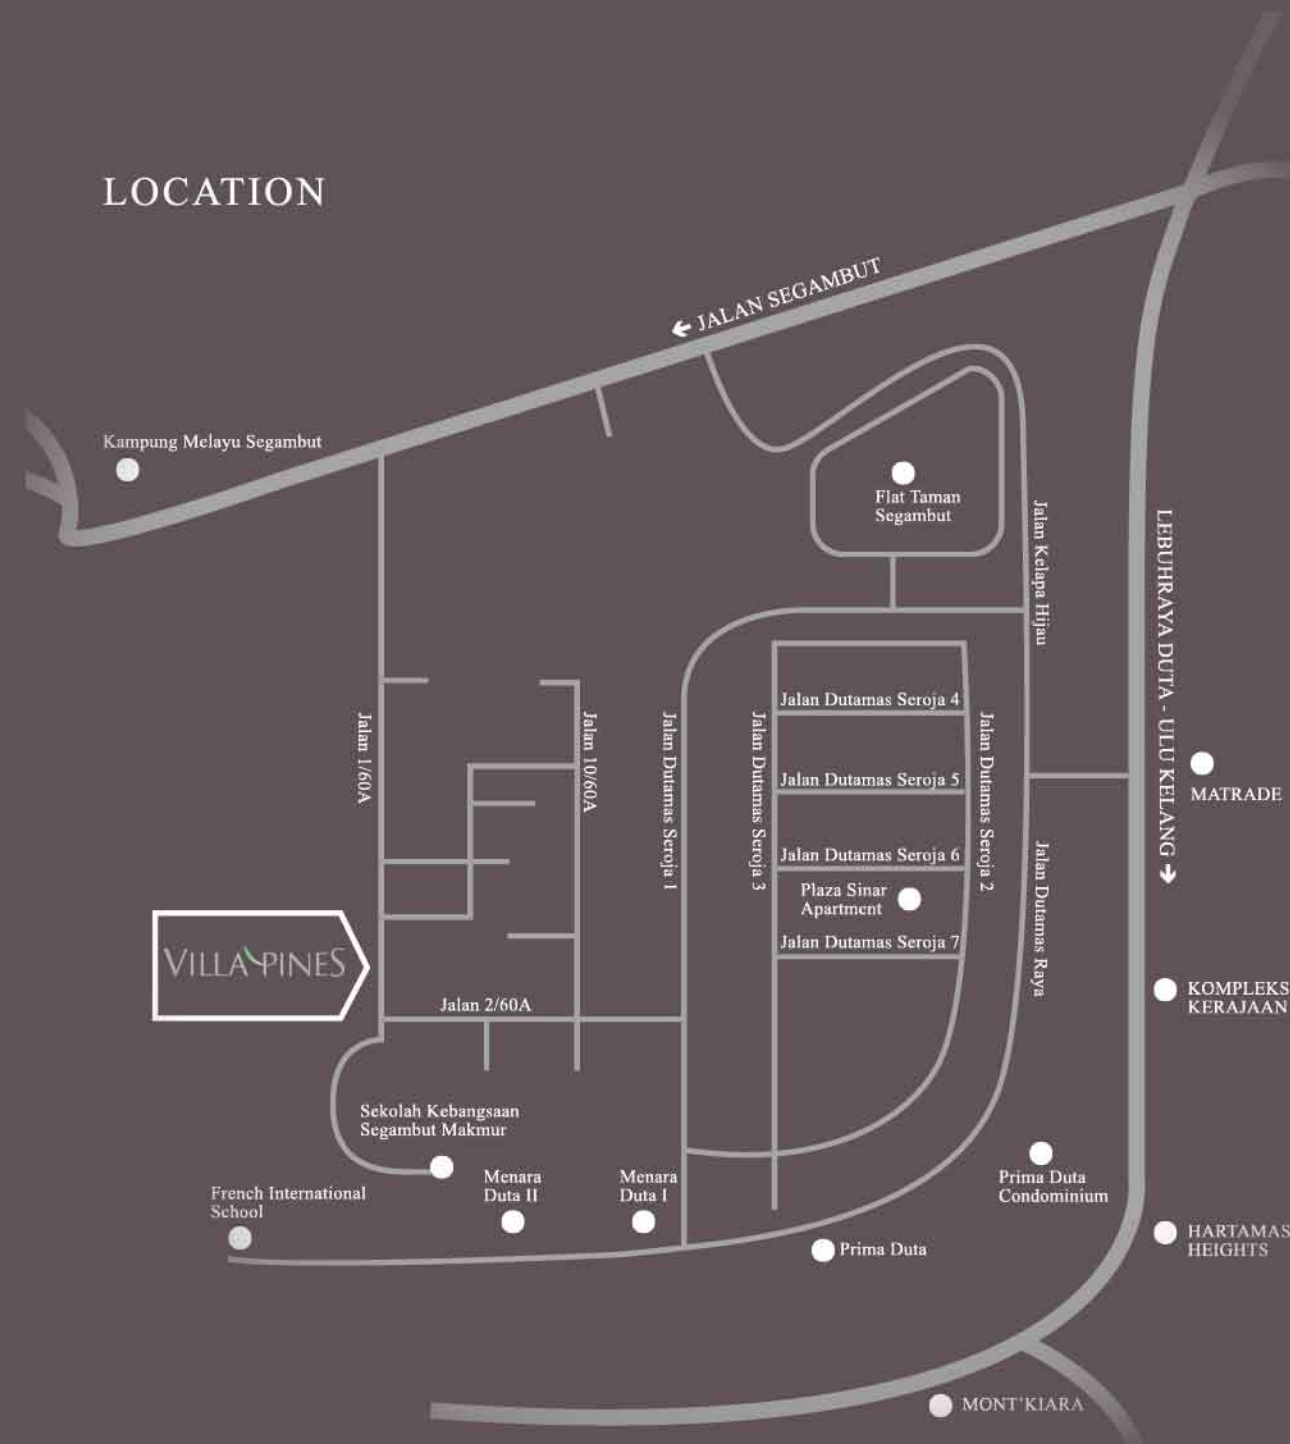 LOCATION
JALAN SEGAMBUT
Kampung Melayu Segambut
Flat Taman
Segambut
Jalan Kelapa Hijau
LEBUHRAYA DUTA - ULU KELANG
Jalan Dutamas Seroja 4
Jalan 1/60A
Jalan 10/60A
Jalan Dutamas Seroja 1
Jalan Dutamas Seroja 3
Jalan Dutamas Seroja 2
Jalan Dutamas Seroja 5
MATRADE
Jalan Dutamas Seroja 6
Jalan Dutamas Raya
Plaza Sinar
Apartment
Jalan Dutamas Seroja 7
VILLA PINES
KOMPLEKS
KERAJAAN
Jalan 2/60A
Sekolah Kebangsaan
Segambut Makmur
Menara
Duta II
Menara
Duta I
Prima Duta
Condominium
French International
School
Prima Duta
HARTAMAS
HEIGHTS
MONT'KIARA